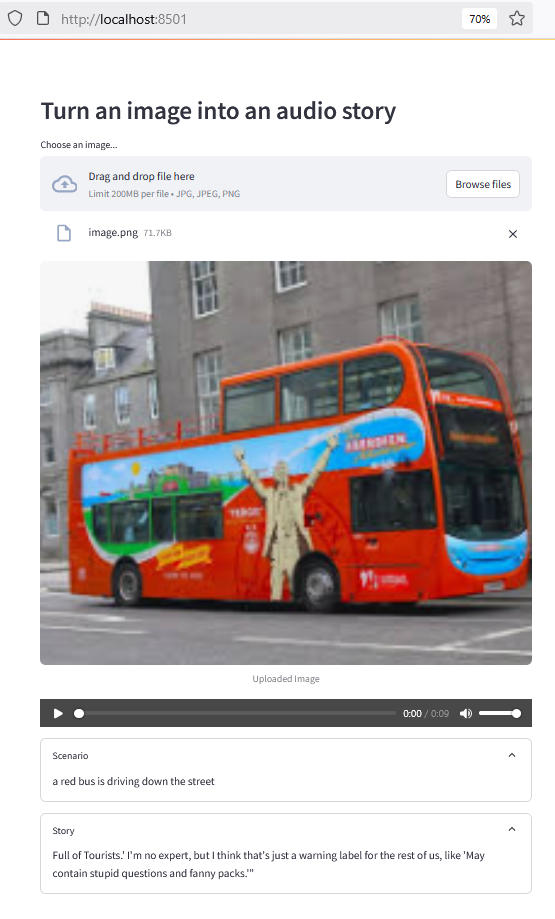 http://localhost:8501
70%
Turn an image into an audio story
Choose an image...
Drag and drop file here
Limit 200MB per file • JPG, JPEG, PNG
Browse files
image.png 71.7KB
ABERDEEN
Uploaded Image
0:00 / 0:09
Scenario
a red bus is driving down the street
Story
Full of Tourists.' I'm no expert, but I think that's just a warning label for the rest of us, like 'May
contain stupid questions and fanny packs.'"